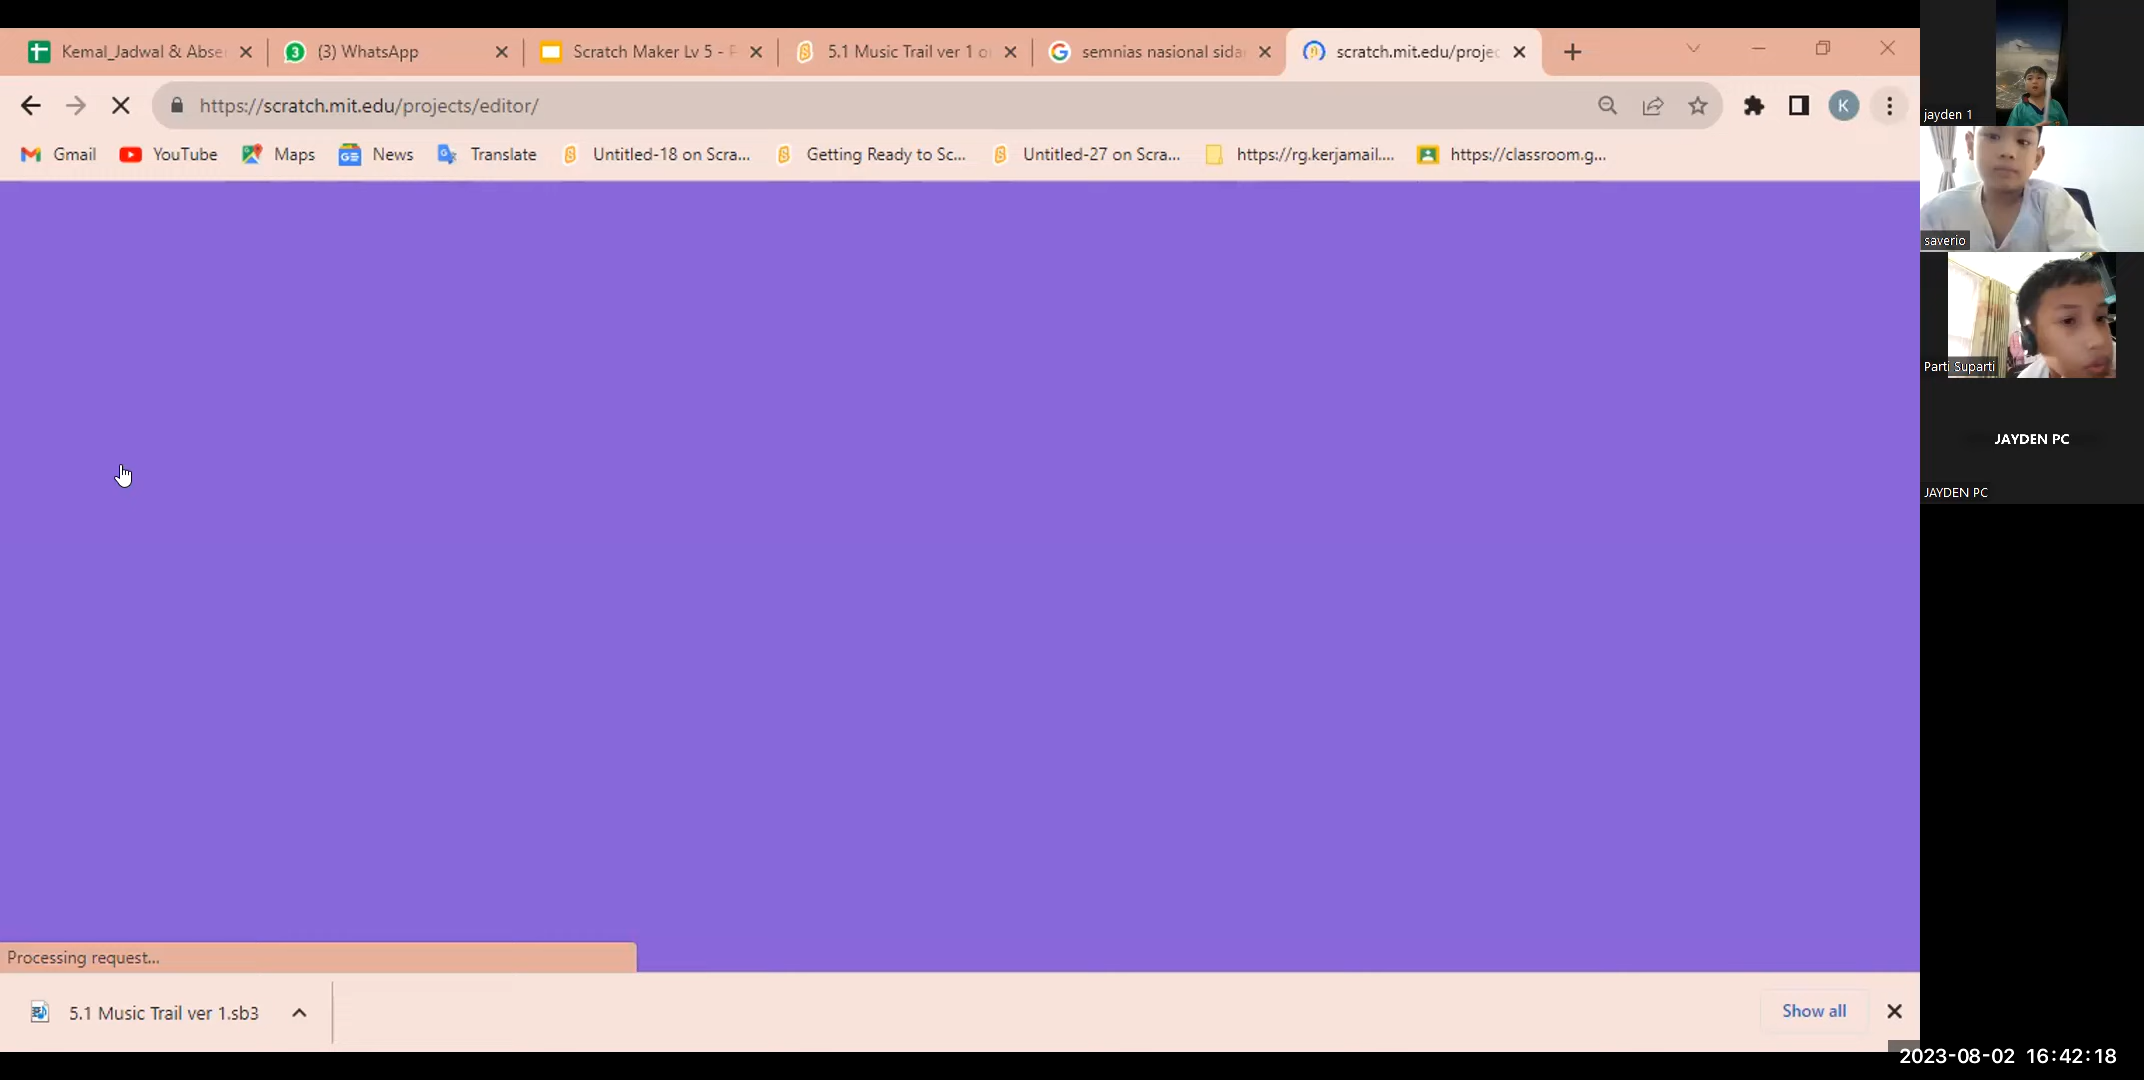 Kemal_Jadwal & Abse
(3) WhatsApp
Scratch Maker Lv 5 -
5.1 Music Trail ver 1 o
semnias nasional sida
scratch.mit.edu/projec
https://scratch.mit.edu/projects/editor/
K
Gmail
YouTube
Maps
News
Translate
Untitled-18 on Scra...
Getting Ready to Sc...
Untitled-27 on Scra...
https://rg.kerjamail....
https://classroom.g...
jayden 1
saverio
Parti Suparti
JAYDEN PC
JAYDEN PC
Processing request...
5.1 Music Trail ver 1.sb3
Show all
2023-08-02 16:42:18